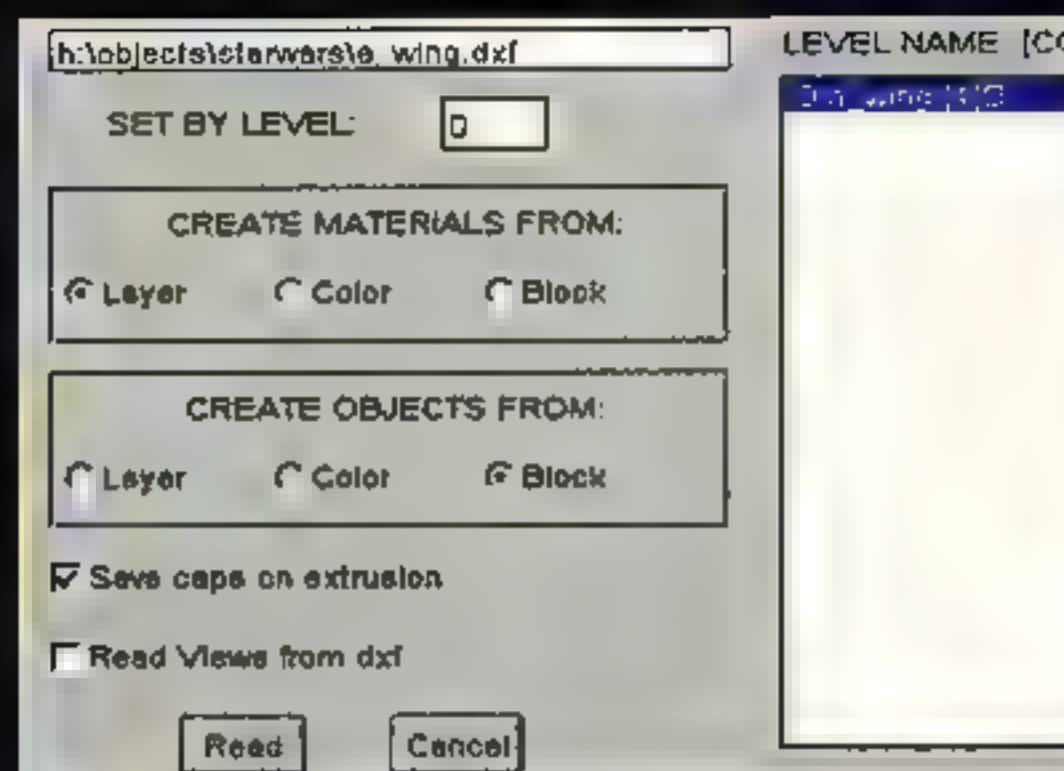 h:\objects\starwars\e_wing.dxf
SET BY LEVEL: 0
CREATE MATERIALS FROM:
Layer Color Block
CREATE OBJECTS FROM:
Layer Color Block
Save caps on extrusion
Read Views from dxf
Read Cancel
LEVEL NAME [CO